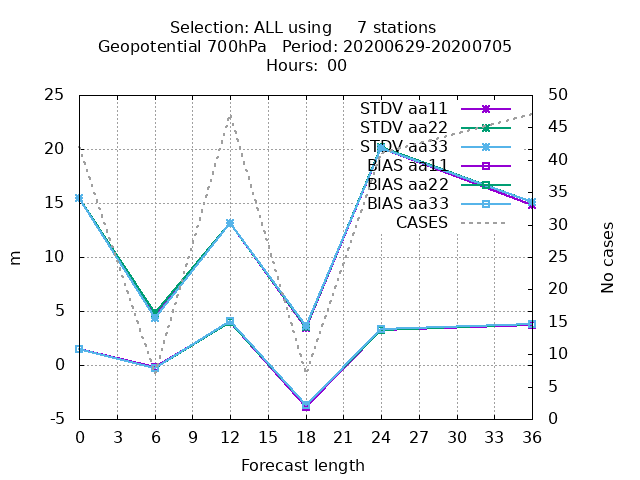 Selection: ALL using     7 stations
Geopotential 700hPa   Period: 20200629-20200705
Hours:  00
25
20
15
10
5
0
-5
50
45
40
35
30
25
20
15
10
5
0
STDV aa11
STDV aa22
STDV aa33
BIAS aa11
BIAS aa22
BIAS aa33
CASES
m
No cases
0 3 6 9 12 15 18 21 24 27 30 33 36
Forecast length